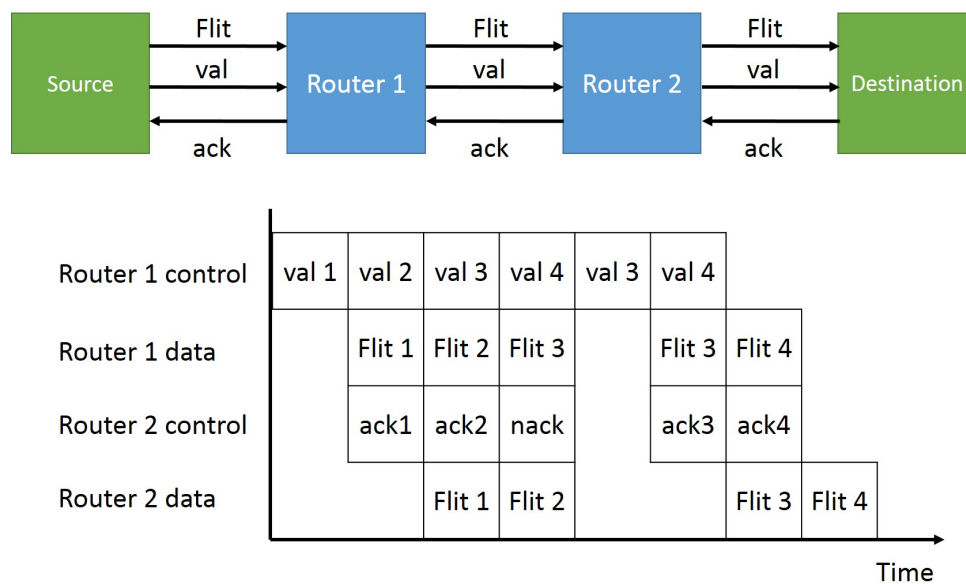 Flit Flit Flit
Source val Router 1 val Router 2 val Destination
ack ack ack
Router 1 control val 1 val 2 val 3 val 4 val 3 val 4
Router 1 data Flit 1 Flit 2 Flit 3 Flit 3 Flit 4
Router 2 control ack1 ack2 nack ack3 ack4
Router 2 data Flit 1 Flit 2 Flit 3 Flit 4
Time